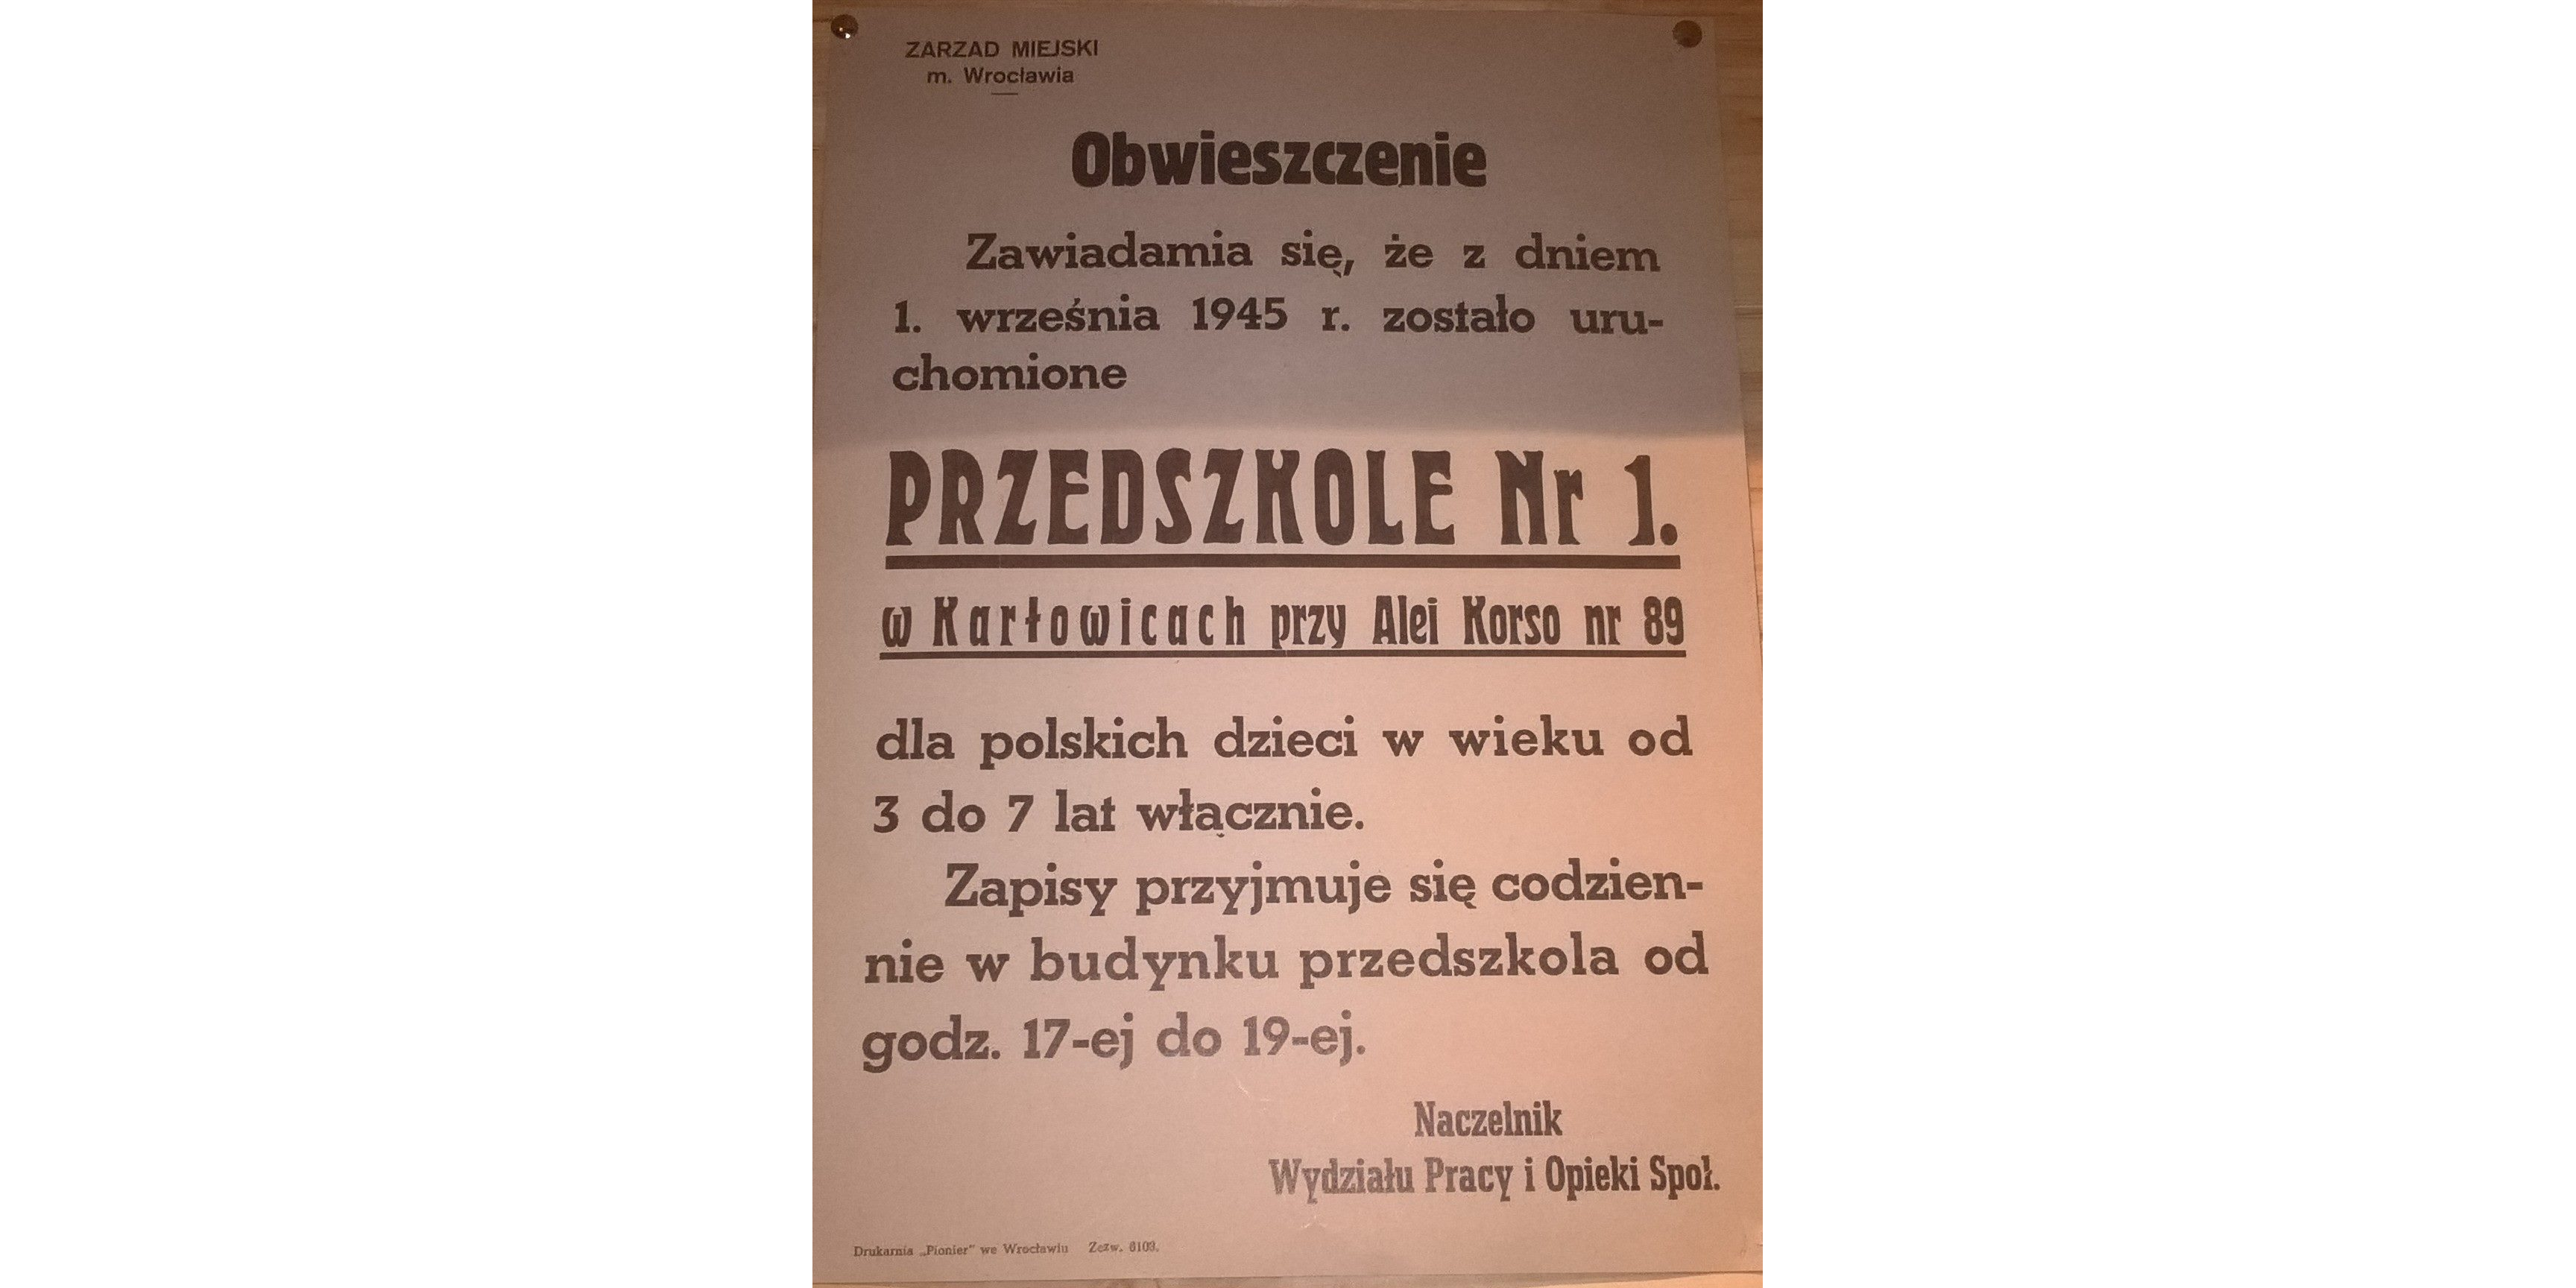 ZARZAD MIEJSKI
m. Wrocławia
Obwieszczenie
Zawiadamia się, że z dniem
1. września 1945 r. zostało uru-
chomione
PRZEDSZKOLE Nr 1.
w Karłowicach przy Alei Korso nr 89
dla polskich dzieci w wieku od
3 do 7 lat włącznie.
Zapisy przyjmuje się codzien-
nie w budynku przedszkola od
godz. 17-ej do 19-ej.
Naczelnik
Wydziału Pracy i Opieki Społ.
Drukarnia „Pionier" we Wrocławiu Zezw. 6109.